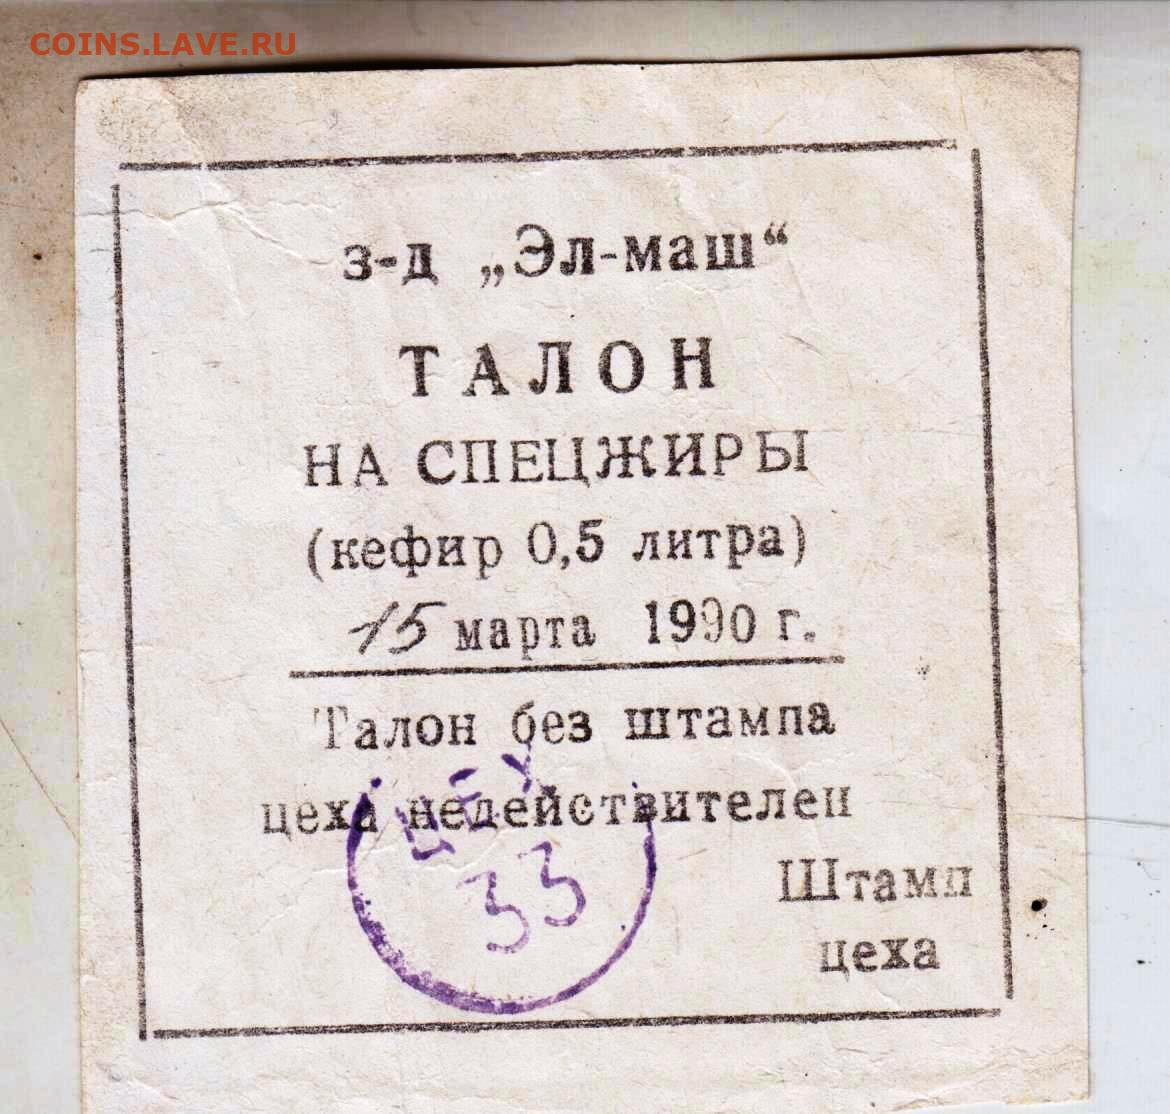 COINS.LAVE.RU
з-д „Эл-маш“
ТАЛОН
НА СПЕЦЖИРЫ
(кефир 0,5 литра)
15 марта 1990 г.
Талон без штампа
цеха недействителен
ЦЕХ
33
Штамп
цеха